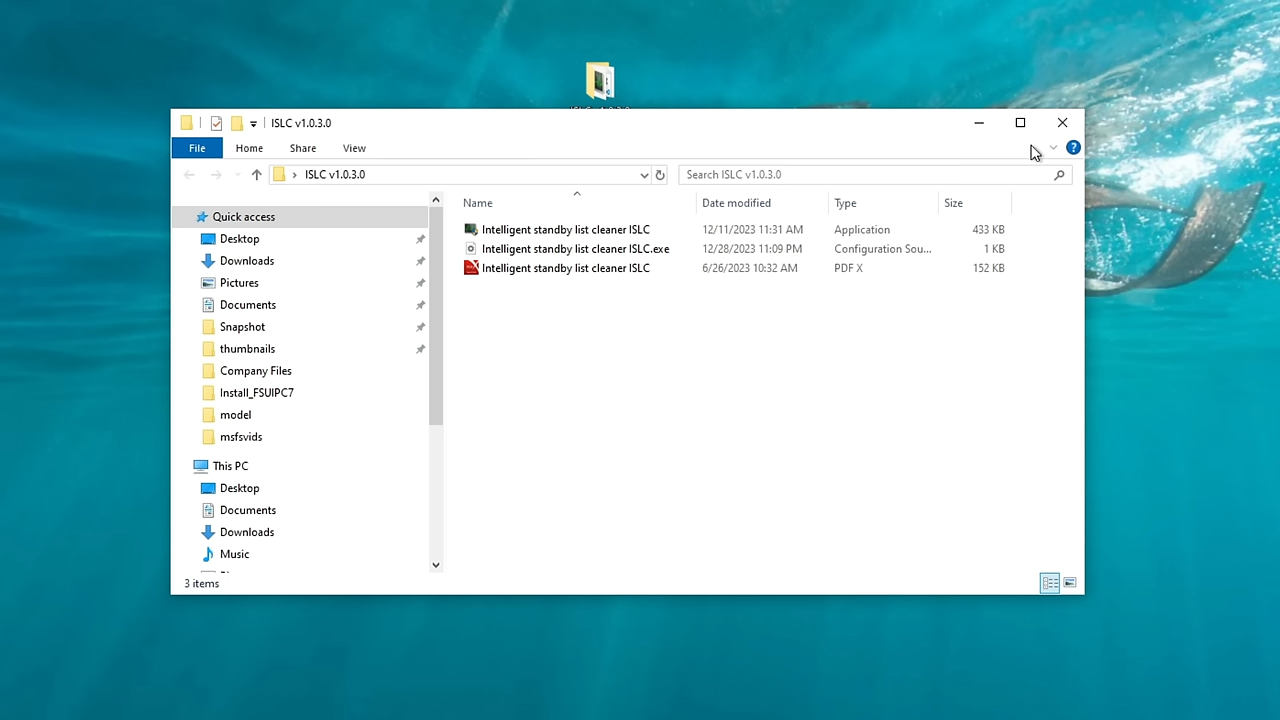 ISLC v1.0.3.0
File Home Share View
ISLC v1.0.3.0 Search ISLC v1.0.3.0
Name Date modified Type Size
Quick access
Desktop
Downloads
Pictures
Documents
Snapshot
thumbnails
Company Files
Install_FSUIPC7
model
msfsvids
This PC
Desktop
Documents
Downloads
Music
Intelligent standby list cleaner ISLC 12/11/2023 11:31 AM Application 433 KB
Intelligent standby list cleaner ISLC.exe 12/28/2023 11:09 PM Configuration Sou... 1 KB
Intelligent standby list cleaner ISLC 6/26/2023 10:32 AM PDF X 152 KB
3 items